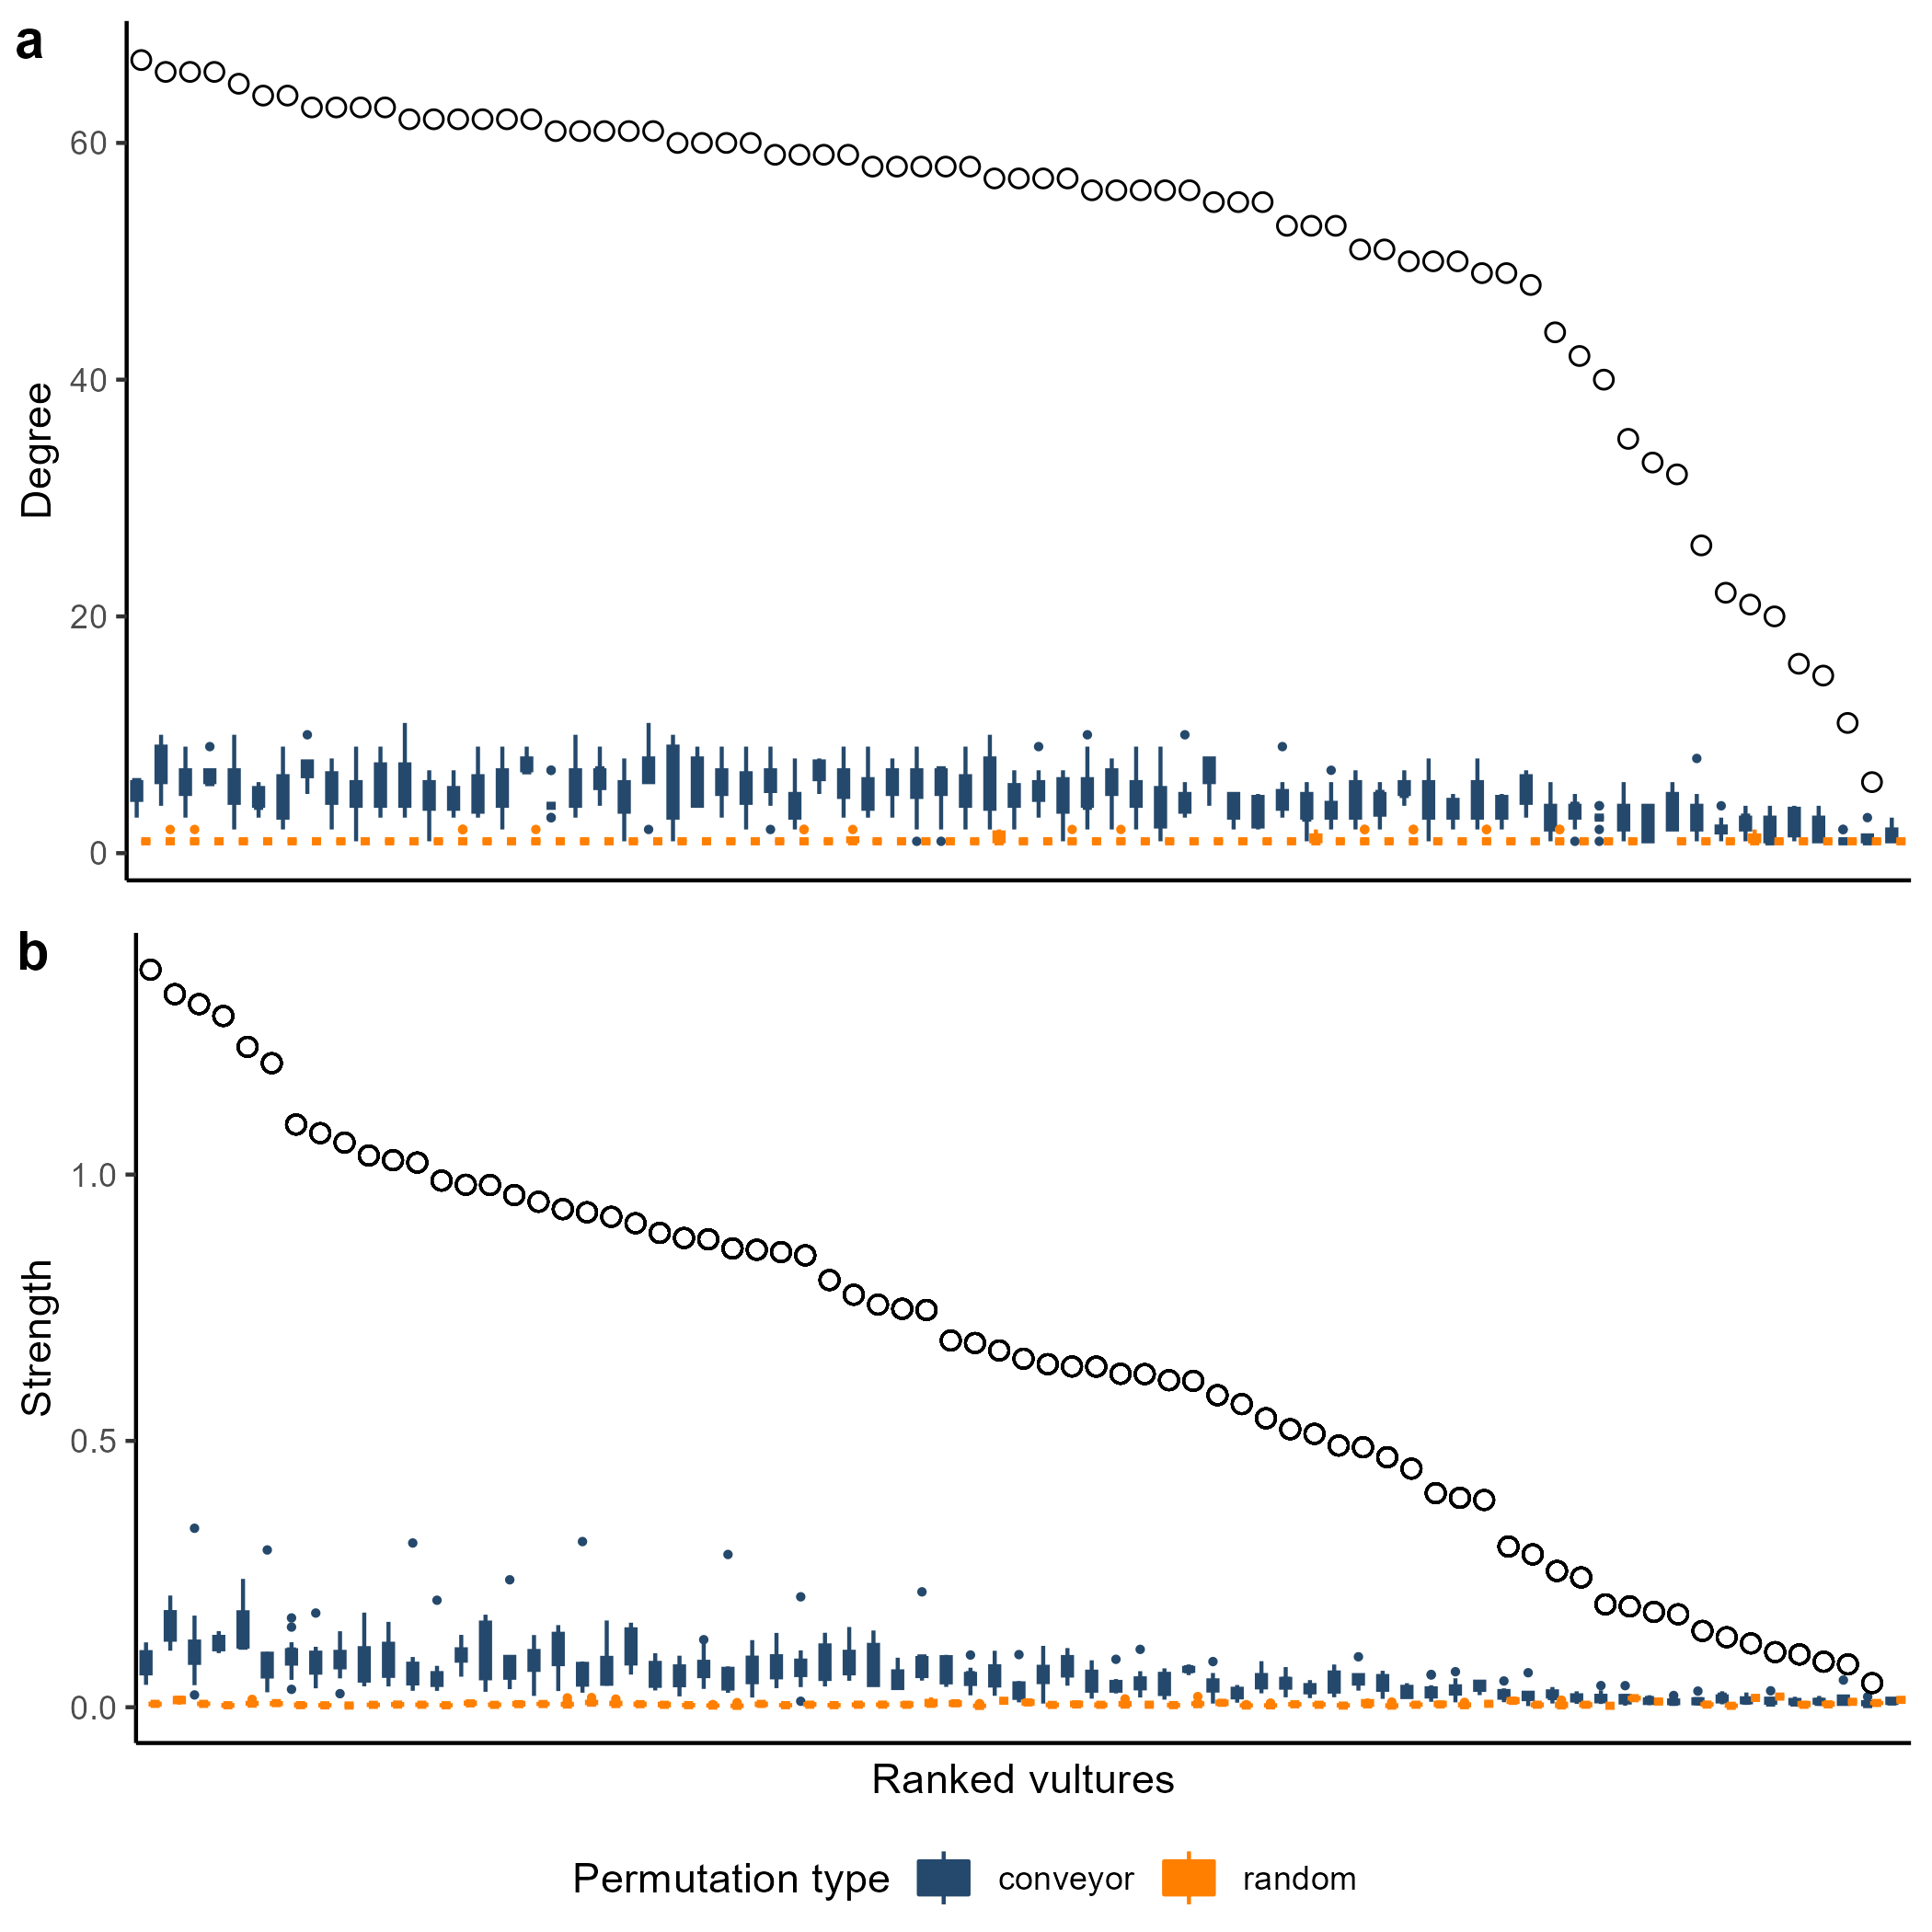 a
60
40
20
0
Degree
b
1.0
0.5
0.0
Strength
Ranked vultures
Permutation type conveyor random